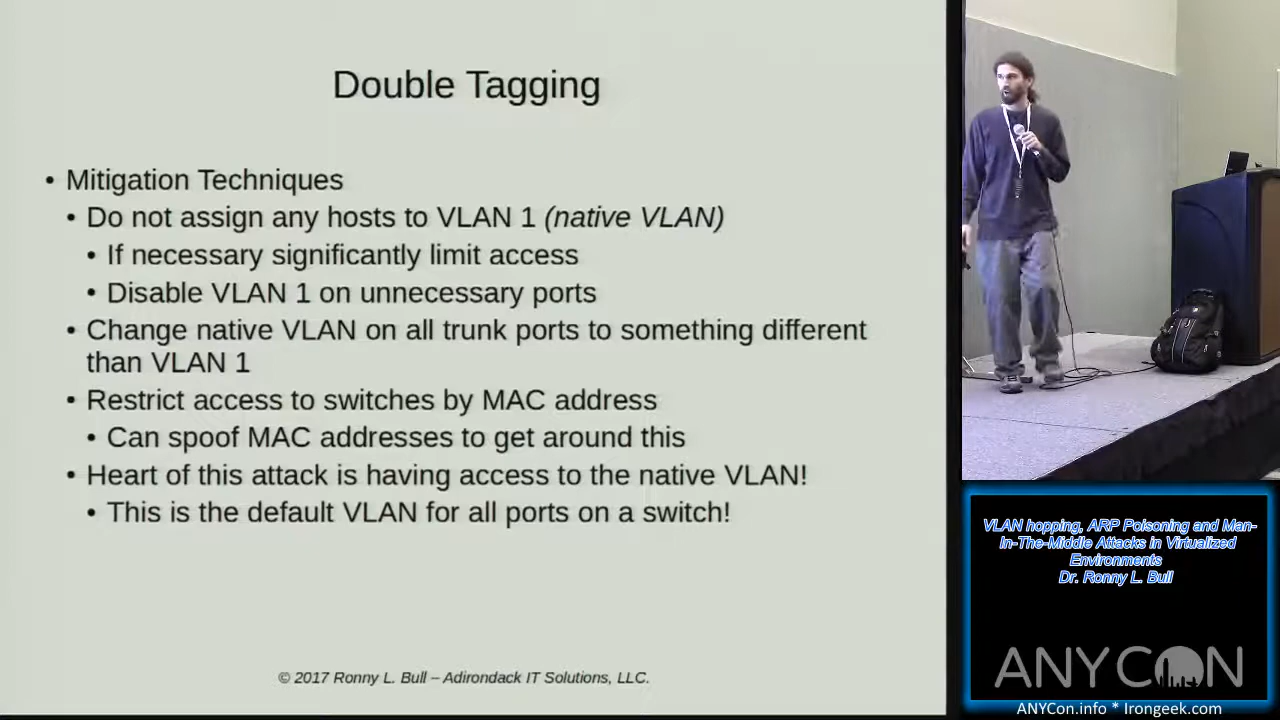 Double Tagging
• Mitigation Techniques
• Do not assign any hosts to VLAN 1 (native VLAN)
• If necessary significantly limit access
• Disable VLAN 1 on unnecessary ports
• Change native VLAN on all trunk ports to something different
than VLAN 1
• Restrict access to switches by MAC address
• Can spoof MAC addresses to get around this
• Heart of this attack is having access to the native VLAN!
• This is the default VLAN for all ports on a switch!
© 2017 Ronny L. Bull – Adirondack IT Solutions, LLC.
VLAN hopping, ARP Poisoning and Man-
In-The-Middle Attacks in Virtualized
Environments
Dr. Ronny L. Bull
ANYCON
ANYCon.info * Irongeek.com